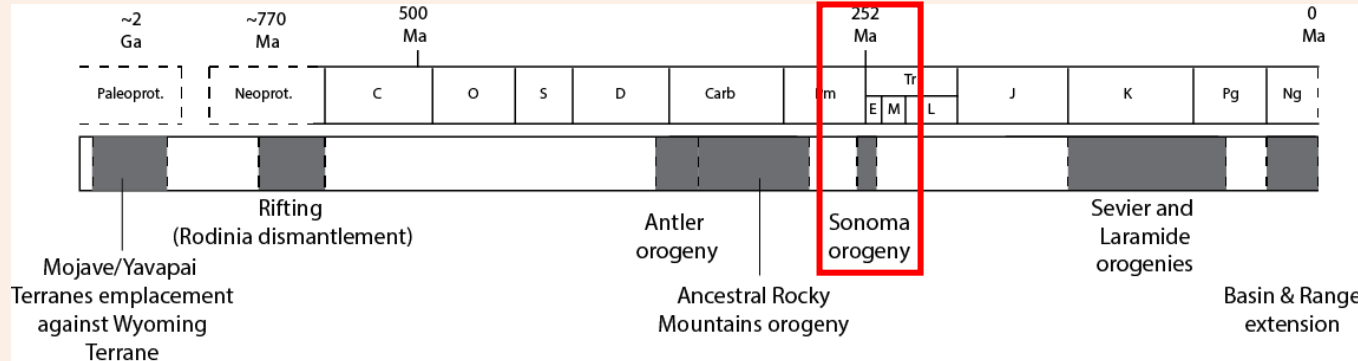 ~2
Ga
~770
Ma
500
Ma
252
Ma
0
Ma
Paleoprot.
Neoprot.
C
O
S
D
Carb
Pm
Tr
E
M
L
J
K
Pg
Ng
Rifting
(Rodinia dismantlement)
Mojave/Yavapai
Terranes emplacement
against Wyoming
Terrane
Antler
orogeny
Ancestral Rocky
Mountains orogeny
Sonoma
orogeny
Sevier and
Laramide
orogenies
Basin & Range
extension